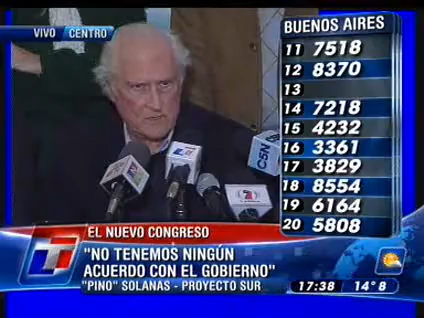 VIVO CENTRO
BUENOS AIRES
11 7518
12 8370
13
14 7218
15 4232
16 3361
17 3829
18 8554
19 6164
20 5808
C5N
EL NUEVO CONGRESO
"NO TENEMOS NINGÚN
ACUERDO CON EL GOBIERNO"
"PINO" SOLANAS - PROYECTO SUR
17:38 14°8